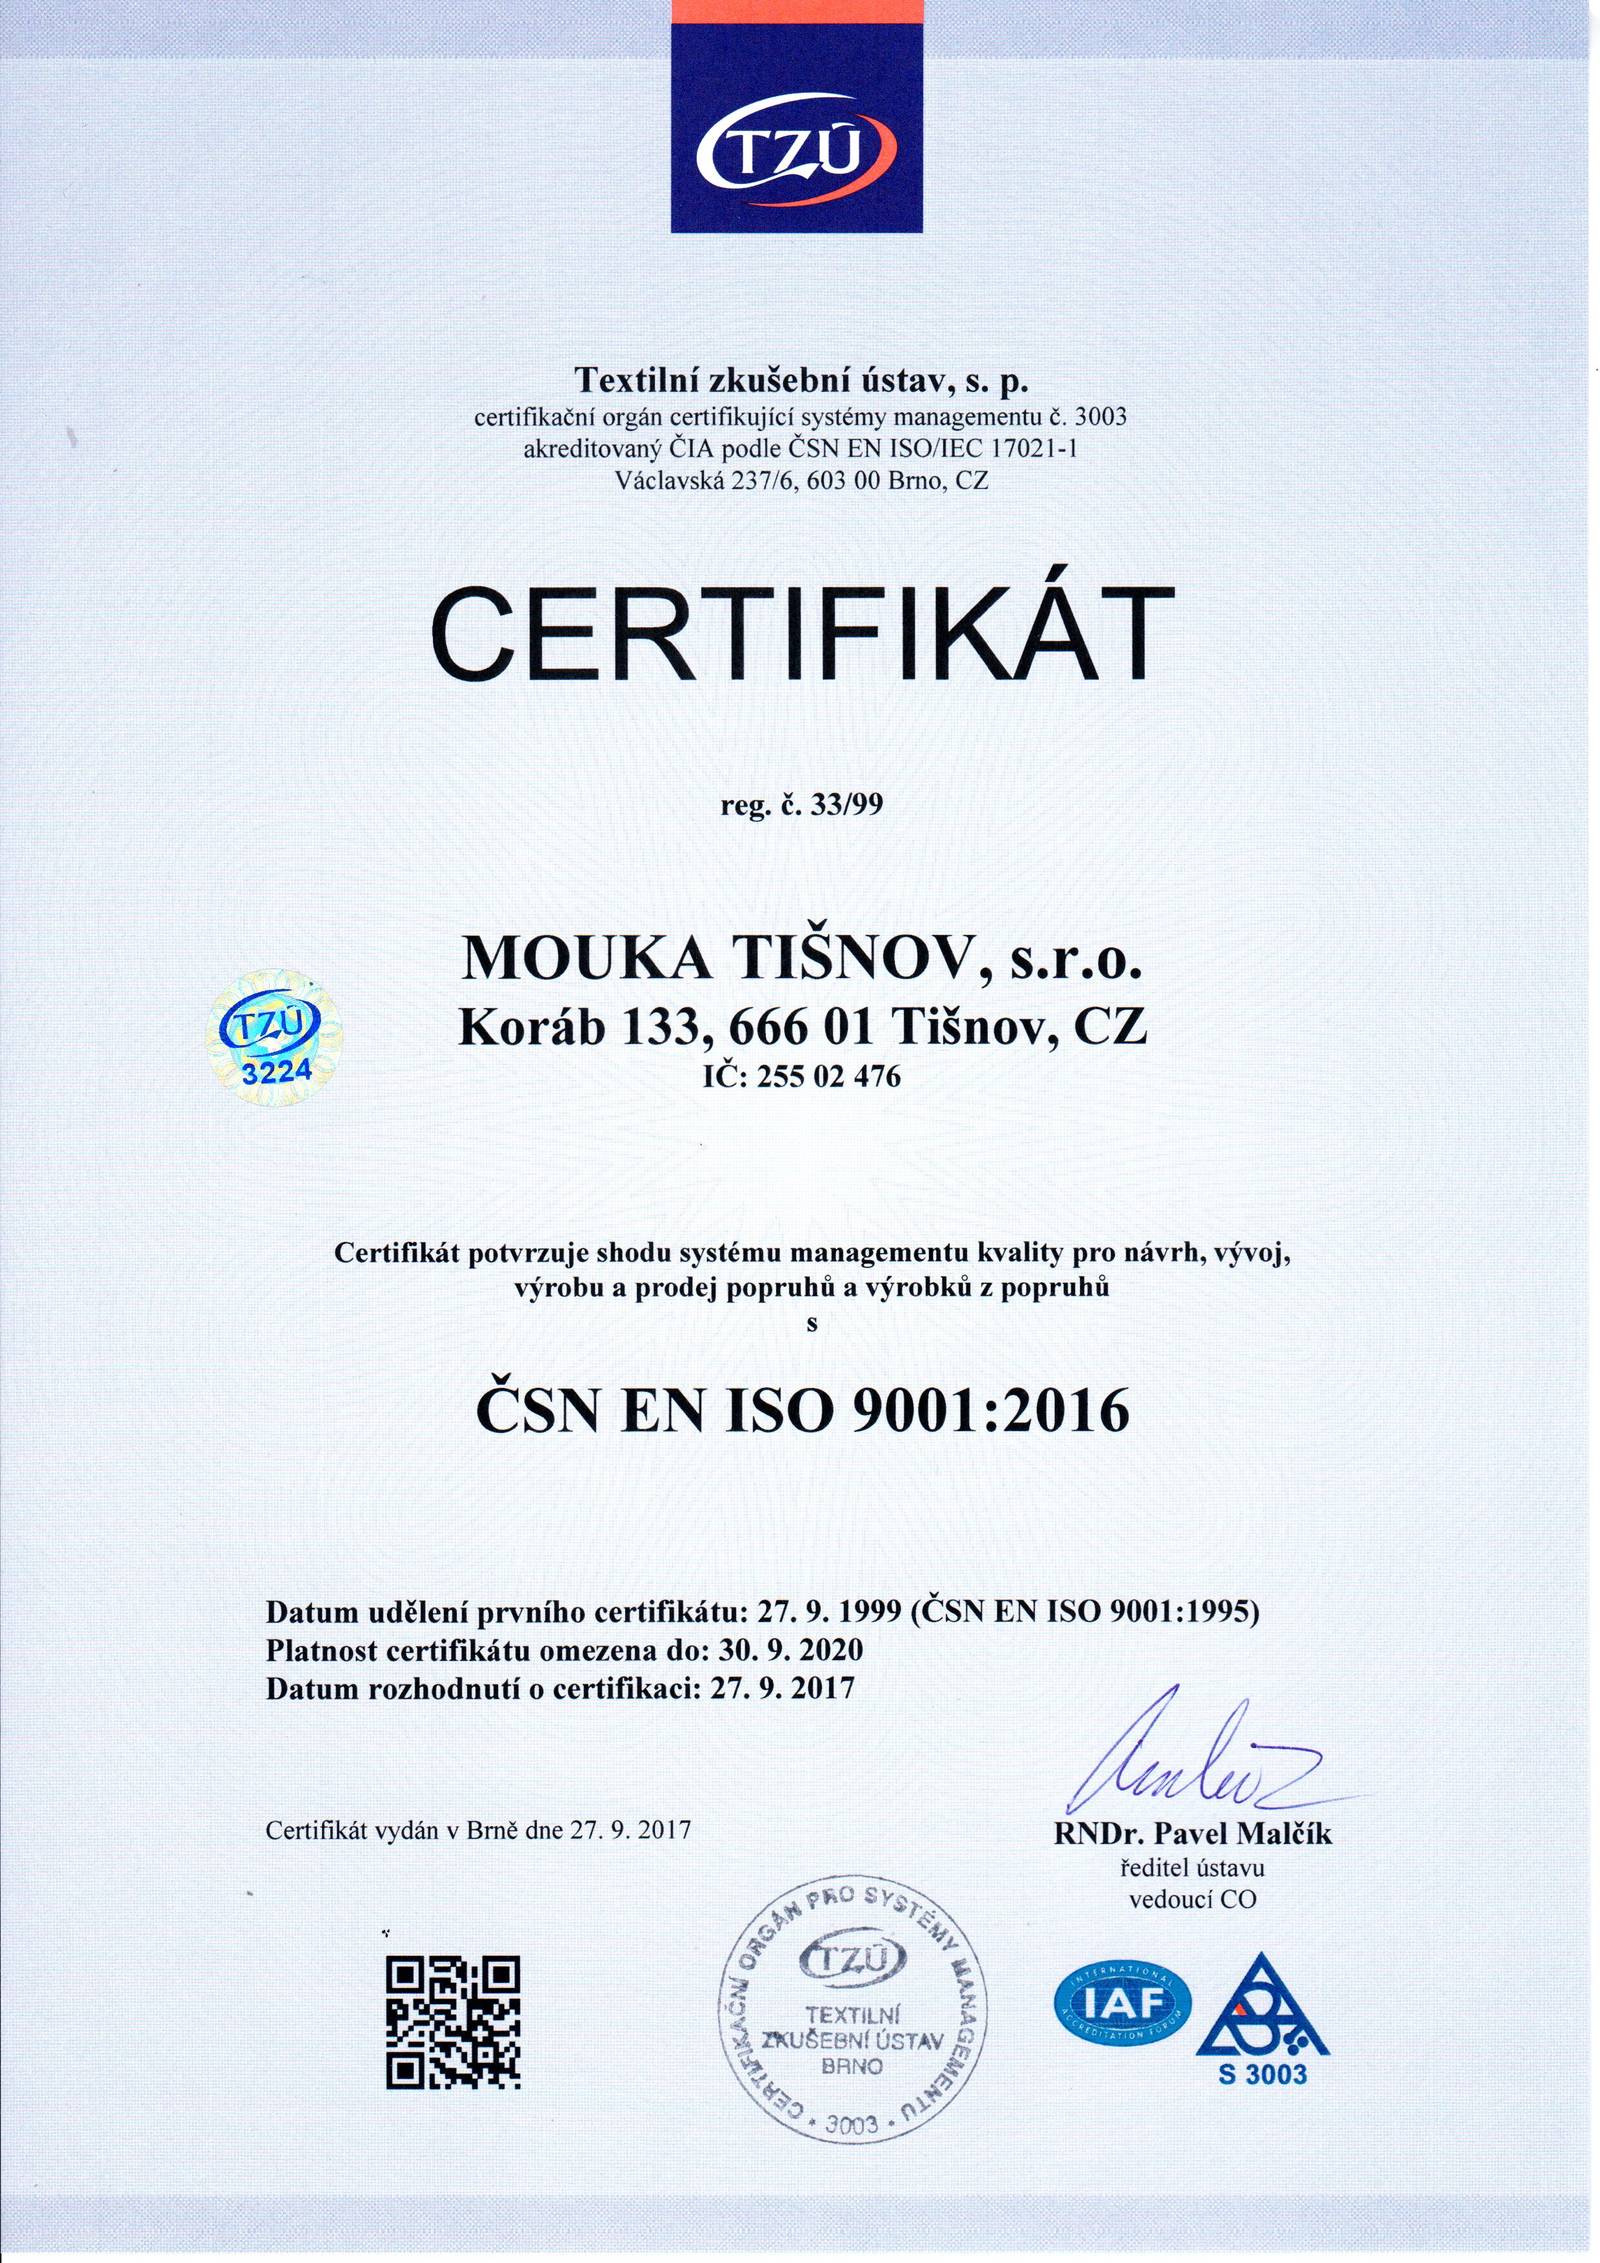 TZÚ
Textilní zkušební ústav, s. p.
certifikační orgán certifikující systémy managementu č. 3003
akreditovaný ČIA podle ČSN EN ISO/IEC 17021-1
Václavská 237/6, 603 00 Brno, CZ
CERTIFIKÁT
reg. č. 33/99
MOUKA TIŠNOV, s.r.o.
Koráb 133, 666 01 Tišnov, CZ
IČ: 255 02 476
TZÚ
3224
Certifikát potvrzuje shodu systému managementu kvality pro návrh, vývoj,
výrobu a prodej popruhů a výrobků z popruhů
s
ČSN EN ISO 9001:2016
Datum udělení prvního certifikátu: 27. 9. 1999 (ČSN EN ISO 9001:1995)
Platnost certifikátu omezena do: 30. 9. 2020
Datum rozhodnutí o certifikaci: 27. 9. 2017
Certifikát vydán v Brně dne 27. 9. 2017
RNDr. Pavel Malčík
ředitel ústavu
vedoucí CO
CERTIFIKAČNÍ ORGÁN PRO SYSTÉMY MANAGEMENTU
TZÚ
TEXTILNÍ
ZKUŠEBNÍ ÚSTAV
BRNO
• 3003 •
INTERNATIONAL
IAF
ACCREDITATION FORUM
S 3003